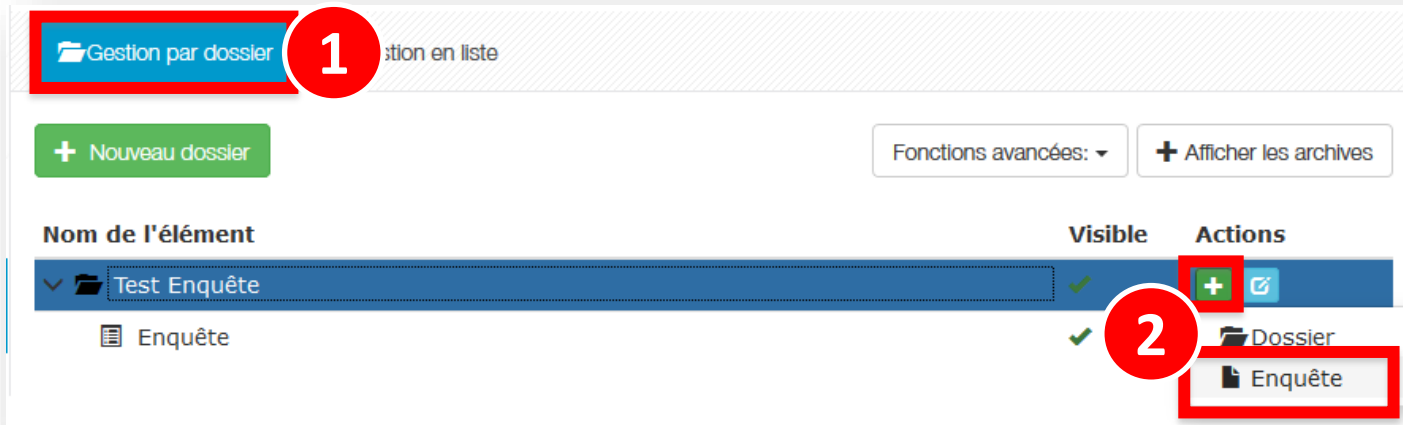 Gestion par dossier 1 stion en liste
+ Nouveau dossier Fonctions avancées: + Afficher les archives
Nom de l'élément Visible Actions
Test Enquête +
Enquête 2 Dossier
Enquête